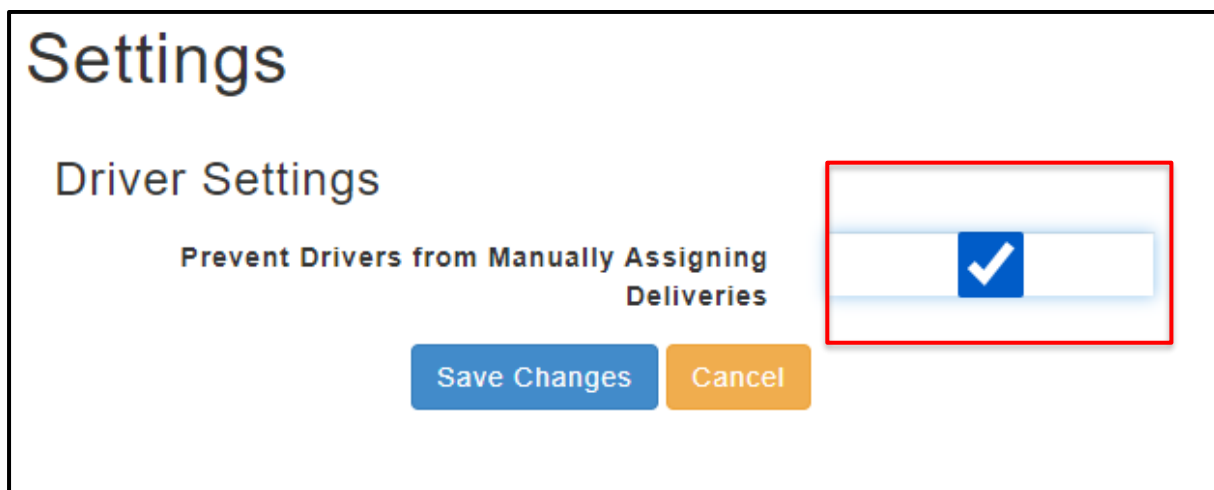 Settings
Driver Settings
Prevent Drivers from Manually Assigning
Deliveries
Save Changes Cancel